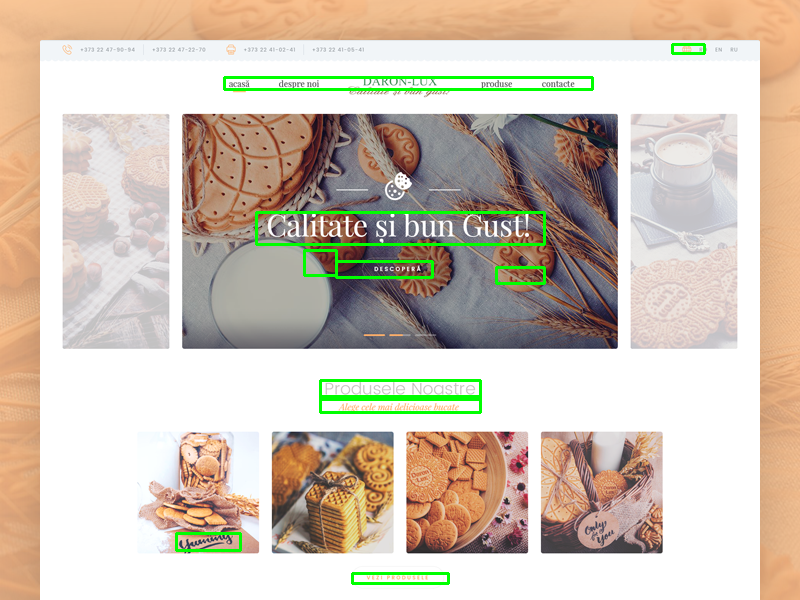 +373 22 47-90-94 +373 22 47-22-70 +373 22 41-02-41 +373 22 41-05-41 EN RU
acasă despre noi DARON-LUX produse contacte
Calitate și bun Gust!
Calitate și bun Gust!
DESCOPERĂ
Produsele Noastre
Alege cele mai delicioase bucate
Yummy
Only for You
VEZI PRODUSELE